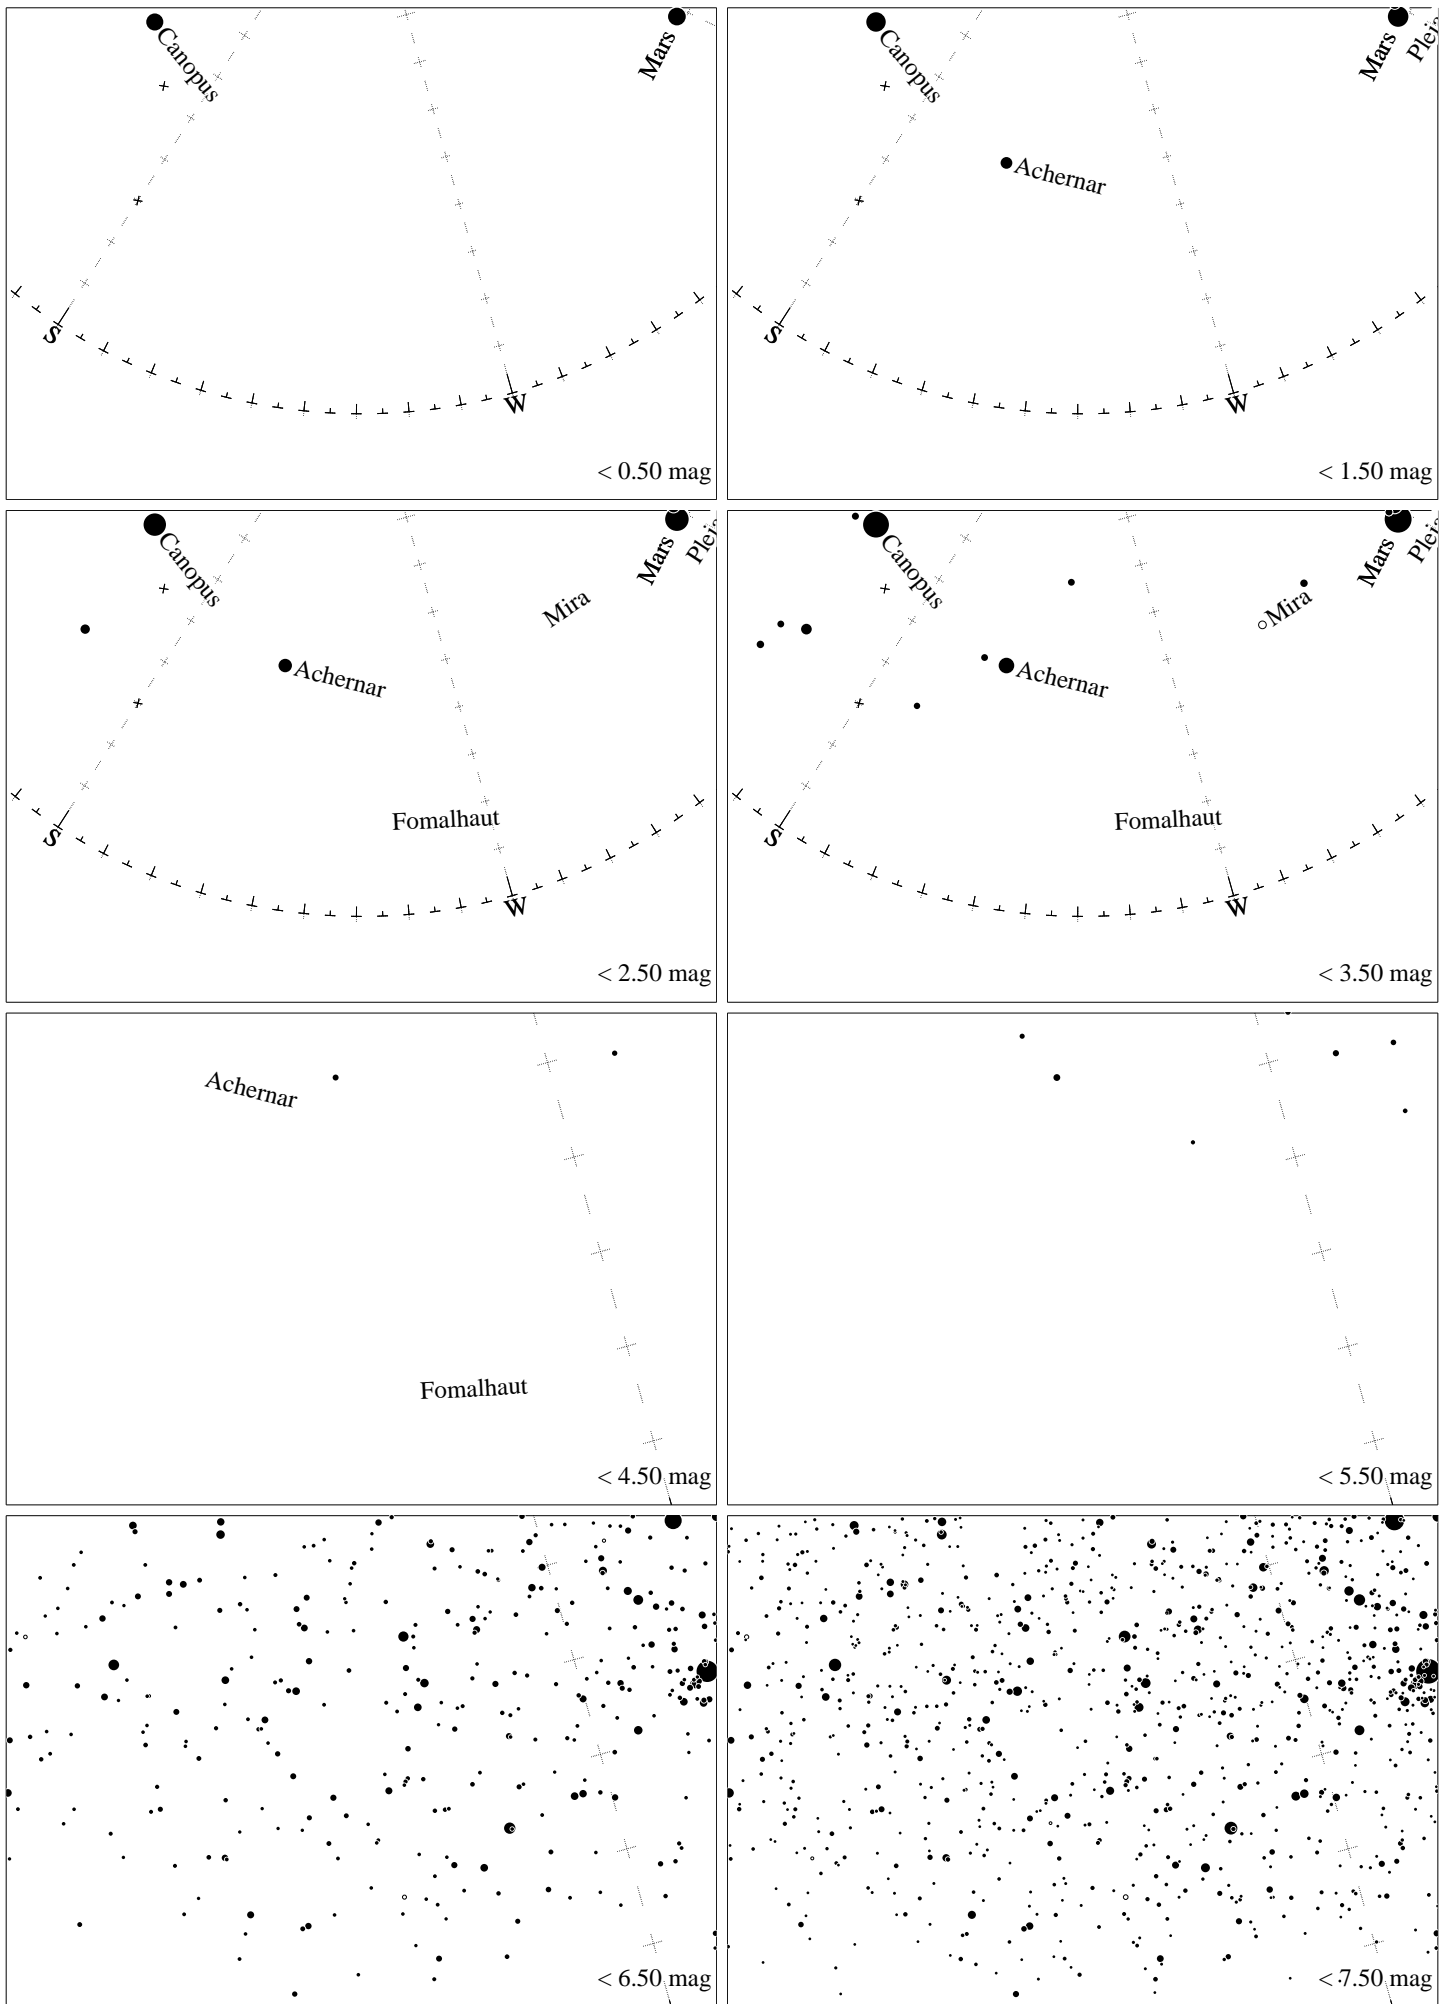 Canopus
Mars
S
W
< 0.50 mag
Canopus
Mars
Achernar
S
W
< 1.50 mag
Canopus
Mars
Mira
Achernar
Fomalhaut
S
W
< 2.50 mag
Canopus
Mars
Mira
Achernar
Fomalhaut
S
W
< 3.50 mag
Achernar
Fomalhaut
< 4.50 mag
< 5.50 mag
< 6.50 mag
< 7.50 mag